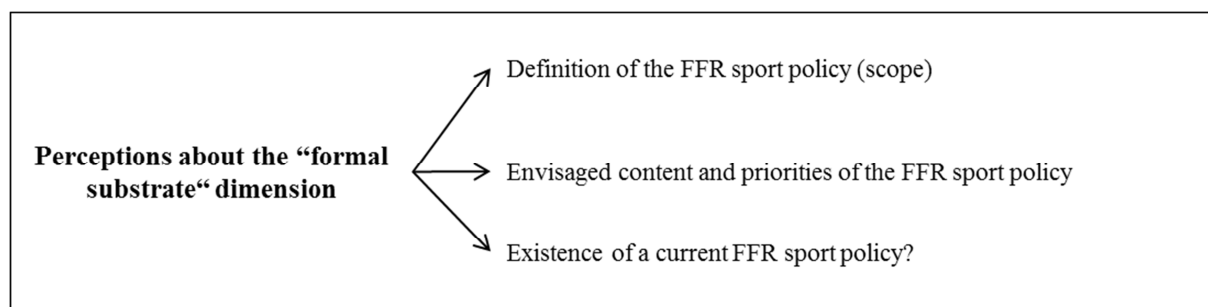 Definition of the FFR sport policy (scope)
Perceptions about the “formal
substrate“ dimension
Envisaged content and priorities of the FFR sport policy
Existence of a current FFR sport policy?